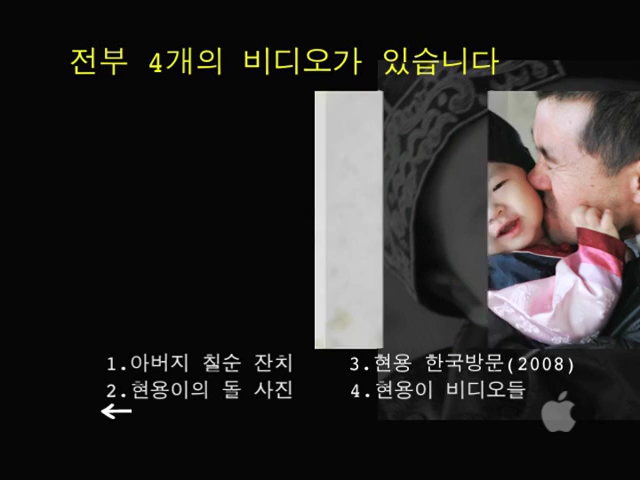 전부 4개의 비디오가 있습니다
1.아버지 칠순 잔치
2.현용이의 돌 사진
3.현용 한국방문(2008)
4.현용이 비디오들